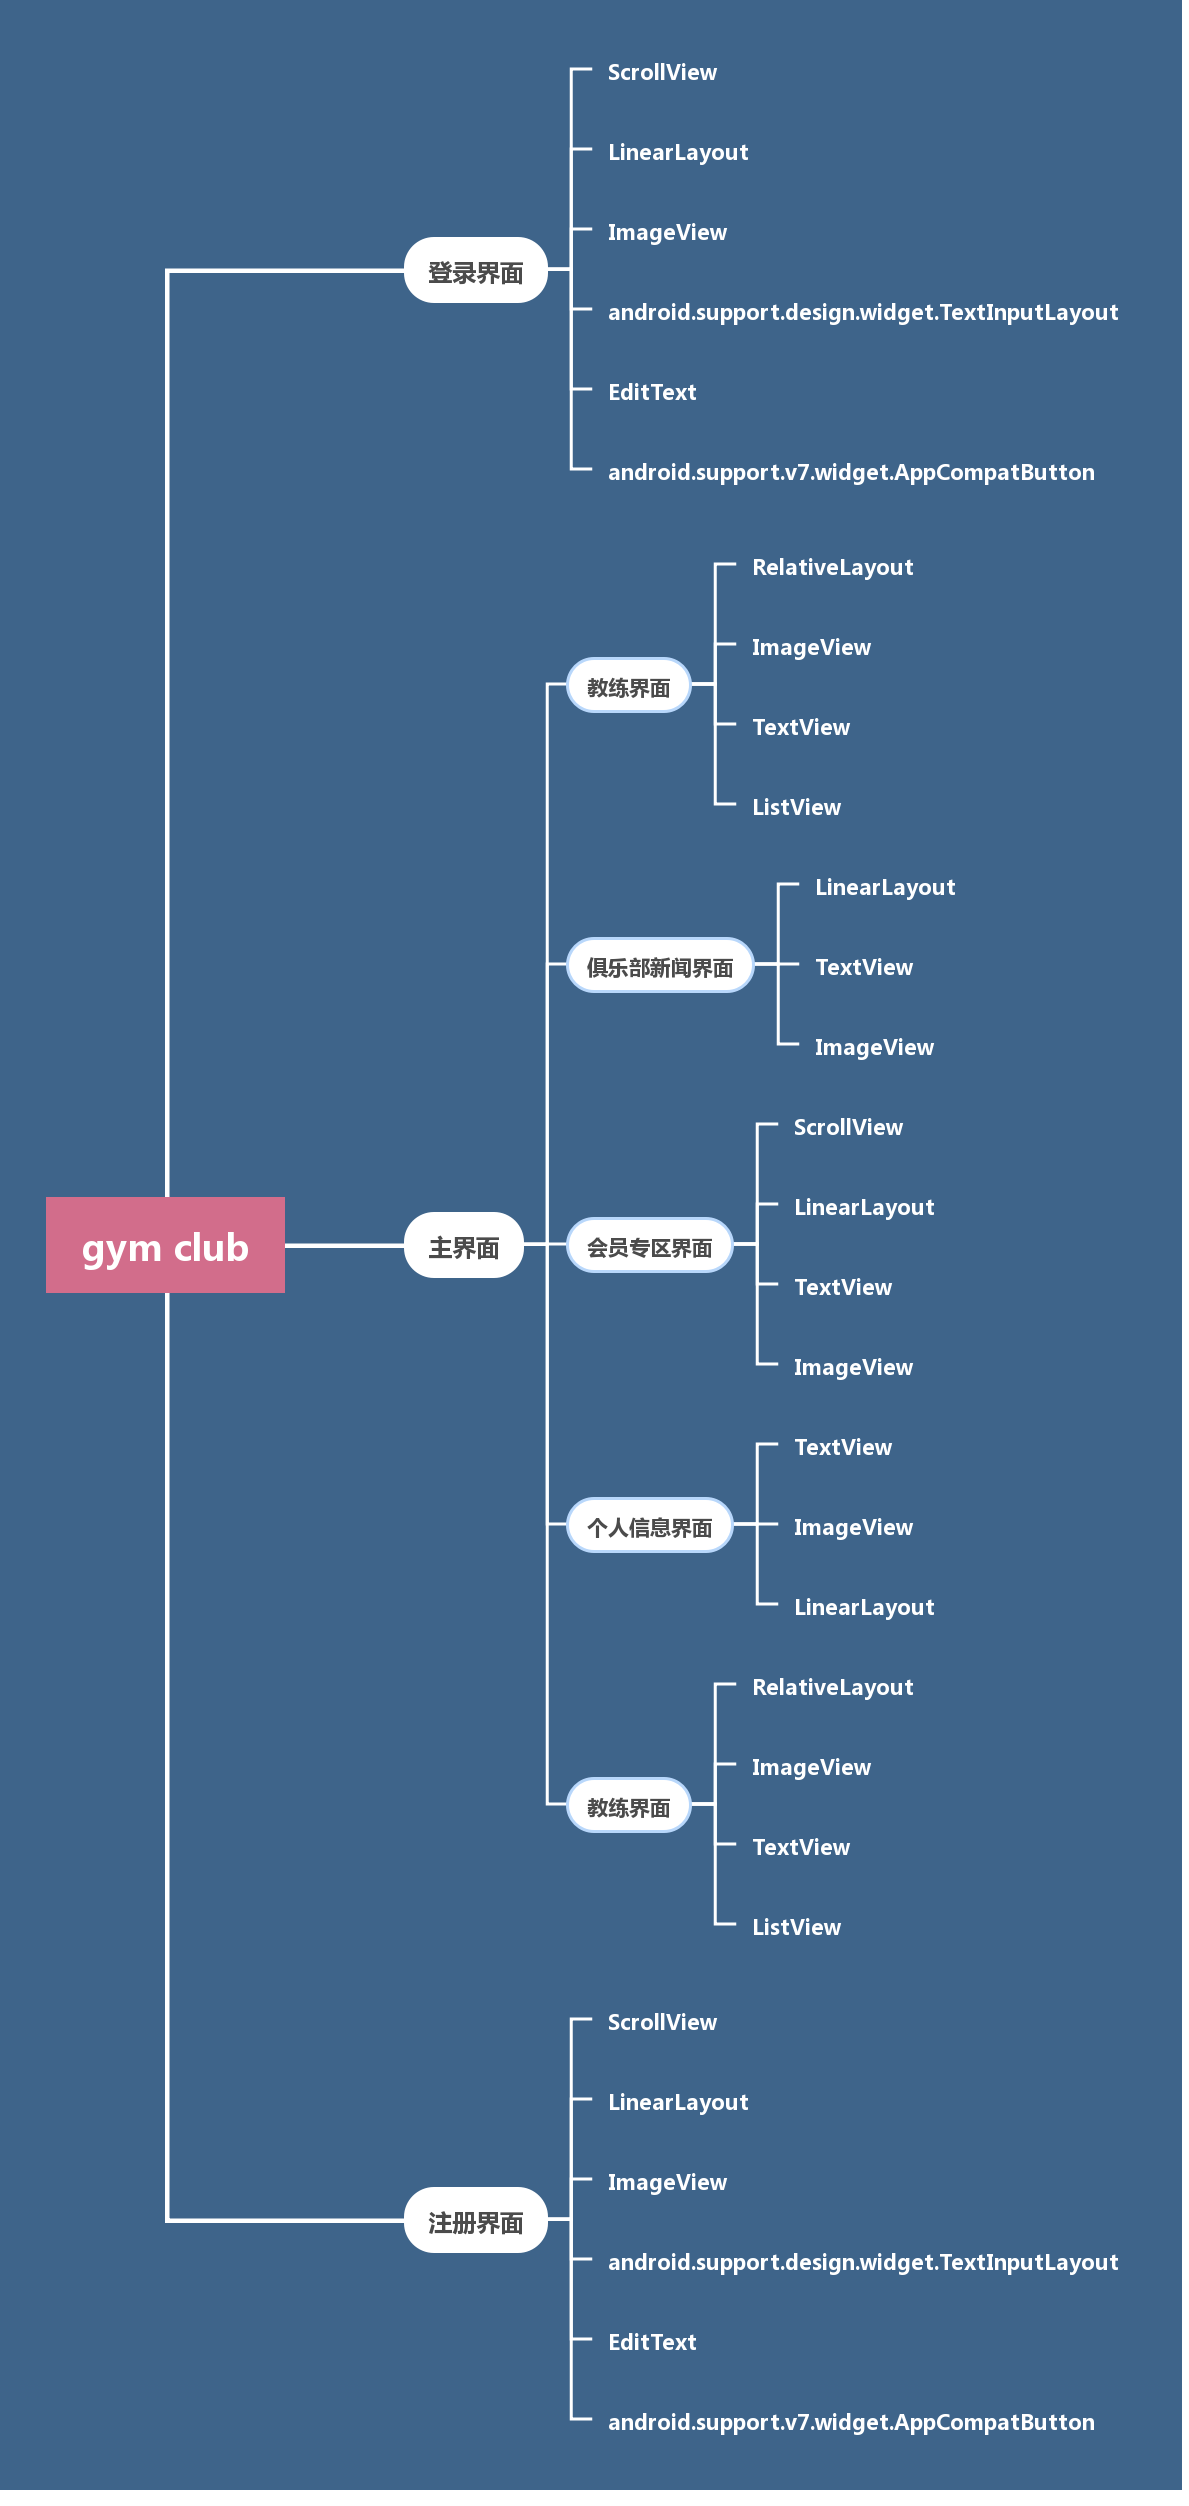 gym club
登录界面
ScrollView
LinearLayout
ImageView
android.support.design.widget.TextInputLayout
EditText
android.support.v7.widget.AppCompatButton
主界面
教练界面
RelativeLayout
ImageView
TextView
ListView
俱乐部新闻界面
LinearLayout
TextView
ImageView
会员专区界面
ScrollView
LinearLayout
TextView
ImageView
个人信息界面
TextView
ImageView
LinearLayout
教练界面
RelativeLayout
ImageView
TextView
ListView
注册界面
ScrollView
LinearLayout
ImageView
android.support.design.widget.TextInputLayout
EditText
android.support.v7.widget.AppCompatButton